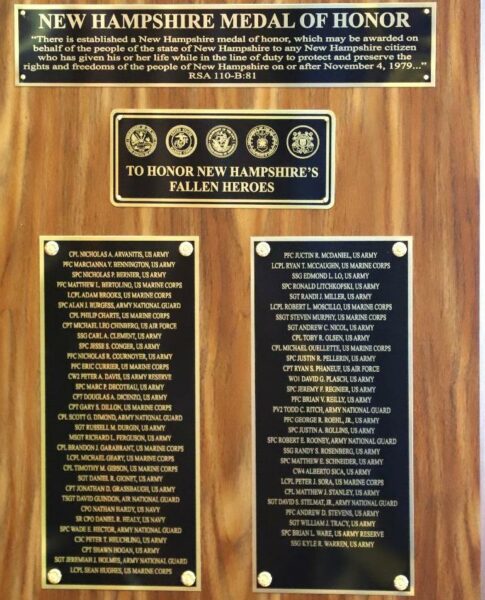 NEW HAMPSHIRE MEDAL OF HONOR
"There is established a New Hampshire medal of honor, which may be awarded on
behalf of the people of the state of New Hampshire to any New Hampshire citizen
who has given his or her life while in the line of duty to protect and preserve the
rights and freedoms of the people of New Hampshire on or after November 4, 1979..."
RSA 110-B:81
TO HONOR NEW HAMPSHIRE'S
FALLEN HEROES
CPL NICHOLAS A. ARVANITIS, US ARMY
PFC MARCIANNA V. BENNINGTON, US ARMY
SPC NICHOLAS P. BERNIER, US ARMY
PFC MATTHEW L. BERTOLINO, US MARINE CORPS
LCPL ADAM BROOKS, US MARINE CORPS
SPC ALAN J. BURGESS, ARMY NATIONAL GUARD
CPL PHILIP CHARTE, US MARINE CORPS
CPT MICHAEL LEO CHINBERG, US AIR FORCE
SSG CARL A. CLEMENT, US ARMY
SPC JESSE S. CONGER, US ARMY
PFC NICHOLAS R. COURNOYER, US ARMY
PFC ERIC CURRIER, US MARINE CORPS
CW2 PETER A. DAVIS, US ARMY RESERVE
SPC MARC P. DECOTEAU, US ARMY
CPT DOUGLAS A. DICENZO, US ARMY
CPT GARY S. DILLON, US MARINE CORPS
CPL SCOTT G. DIMOND, ARMY NATIONAL GUARD
SGT RUSSELL M. DURGIN, US ARMY
MSGT RICHARD L. FERGUSON, US ARMY
CPL BRANDON J. GARABRANT, US MARINE CORPS
LCPL MICHAEL GEARY, US MARINE CORPS
CPL TIMOTHY M. GIBSON, US MARINE CORPS
SGT DANIEL R. GIONET, US ARMY
CPT JONATHAN D. GRASSBAUGH, US ARMY
TSGT DAVID GUINDON, AIR NATIONAL GUARD
CPO NATHAN HARDY, US NAVY
SR CPO DANIEL R. HEALY, US NAVY
SPC WADE E. HECTOR, ARMY NATIONAL GUARD
CSC PETER T. HEUCHLING, US ARMY
CPT SHAWN HOGAN, US ARMY
SGT JEREMIAH J. HOLMES, ARMY NATIONAL GUARD
LCPL SEAN HUGHES, US MARINE CORPS
PFC JUCTIN R. MCDANIEL, US ARMY
LCPL RYAN T. MCCAUGHN, US MARINE CORPS
SSG EDMOND L. LO, US ARMY
SPC RONALD LITCHKOPSKI, US ARMY
SGT RANDI J. MILLER, US ARMY
LCPL ROBERT L. MOSCILLO, US MARINE CORPS
SSGT STEVEN MURPHY, US MARINE CORPS
SGT ANDREW C. NICOL, US ARMY
CPL TOBY R. OLSEN, US ARMY
CPL MICHAEL OUELLETTE, US MARINE CORPS
SPC JUSTIN R. PELLERIN, US ARMY
CPT RYAN S. PHANEUF, US AIR FORCE
WO1 DAVID G. PLASCH, US ARMY
SPC JEREMY F. REGNIER, US ARMY
PFC BRIAN V. REILLY, US ARMY
PV2 TODD C. RITCH, ARMY NATIONAL GUARD
PFC GEORGE R. ROEHL, JR., US ARMY
SPC JUSTIN A. ROLLINS, US ARMY
SFC ROBERT E. ROONEY, ARMY NATIONAL GUARD
SSG RANDY S. ROSENBERG, US ARMY
SPC MATTHEW E. SCHNEIDER, US ARMY
CW4 ALBERTO SICA, US ARMY
LCPL PETER J. SORA, US MARINE CORPS
CPL MATTHEW J. STANLEY, US ARMY
SGT DAVID S. STELMAT, JR., ARMY NATIONAL GUARD
PFC ANDREW D. STEVENS, US ARMY
SGT WILLIAM J. TRACY, US ARMY
SPC BRIAN L. WARE, US ARMY RESERVE
SSG KYLE R. WARREN, US ARMY